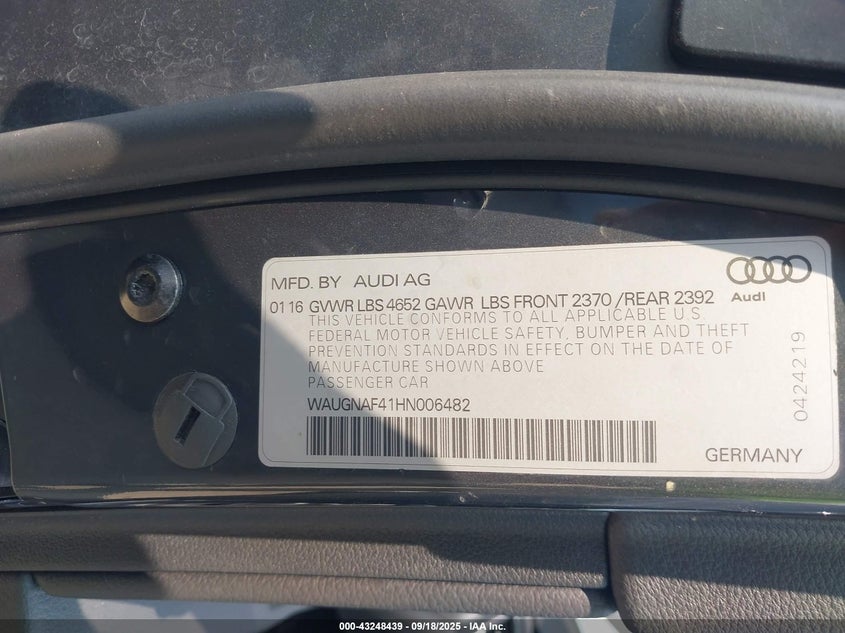 MFD. BY AUDI AG
Audi
01 16 GVWR LBS 4652 GAWR LBS FRONT 2370 /REAR 2392
THIS VEHICLE CONFORMS TO ALL APPLICABLE U.S.
FEDERAL MOTOR VEHICLE SAFETY, BUMPER AND THEFT
PREVENTION STANDARDS IN EFFECT ON THE DATE OF
MANUFACTURE SHOWN ABOVE
PASSENGER CAR
WAUGNAF41HN006482
GERMANY
0424219
000-43248439 - 09/18/2025 - IAA Inc.